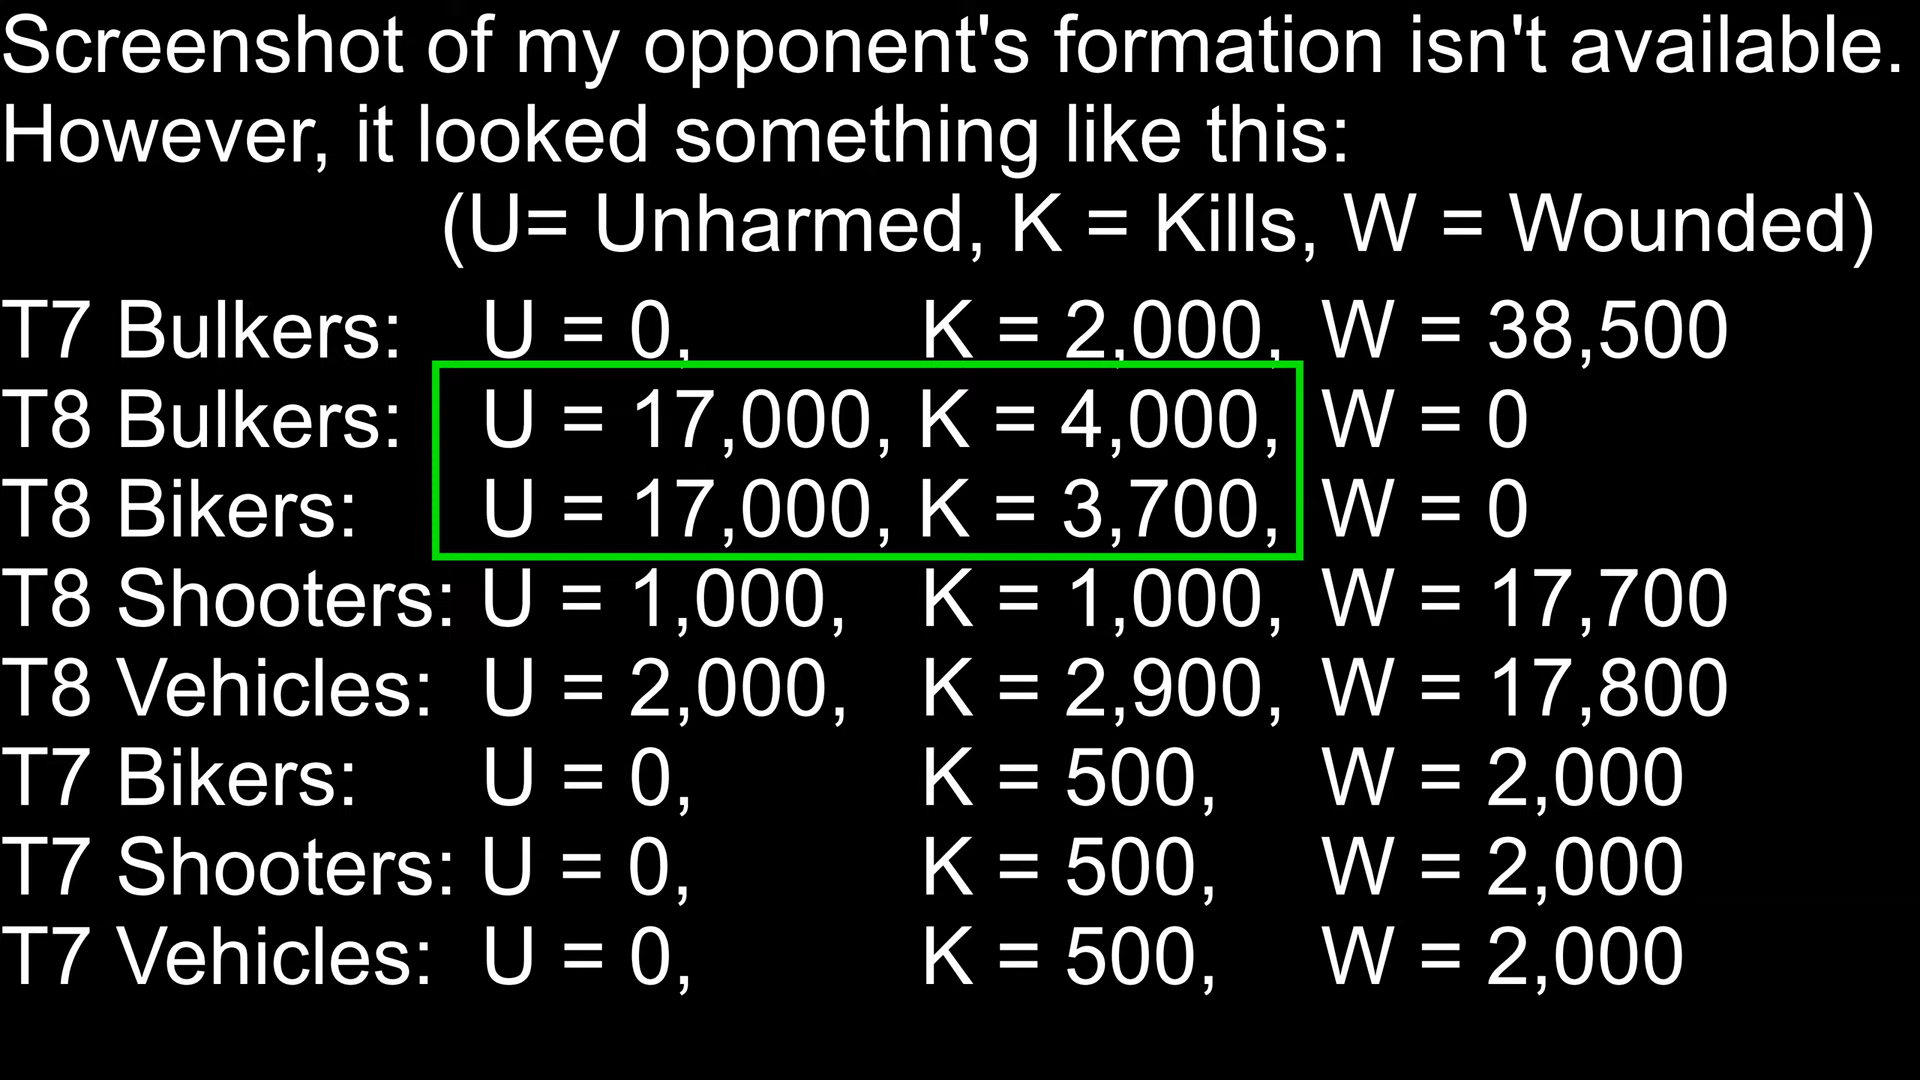 Screenshot of my opponent's formation isn't available.
However, it looked something like this:
(U= Unharmed, K = Kills, W = Wounded)
T7 Bulkers: U = 0, K = 2,000, W = 38,500
T8 Bulkers: U = 17,000, K = 4,000, W = 0
T8 Bikers: U = 17,000, K = 3,700, W = 0
T8 Shooters: U = 1,000, K = 1,000, W = 17,700
T8 Vehicles: U = 2,000, K = 2,900, W = 17,800
T7 Bikers: U = 0, K = 500, W = 2,000
T7 Shooters: U = 0, K = 500, W = 2,000
T7 Vehicles: U = 0, K = 500, W = 2,000